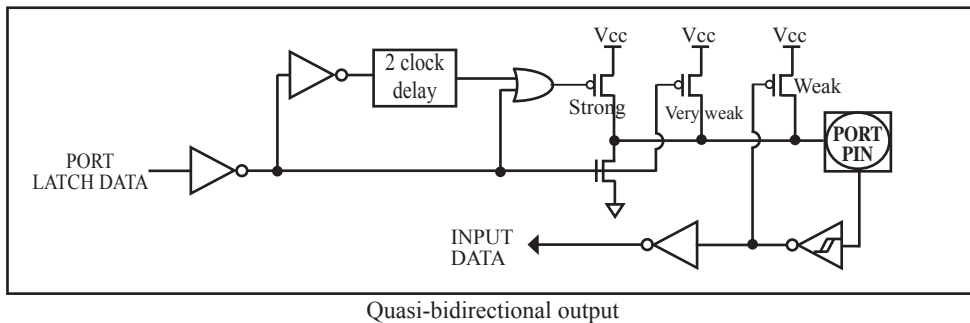 Vcc
Vcc
Vcc
2 clock
delay
Strong
Very weak
Weak
PORT
LATCH DATA
PORT
PIN
INPUT
DATA
Quasi-bidirectional output